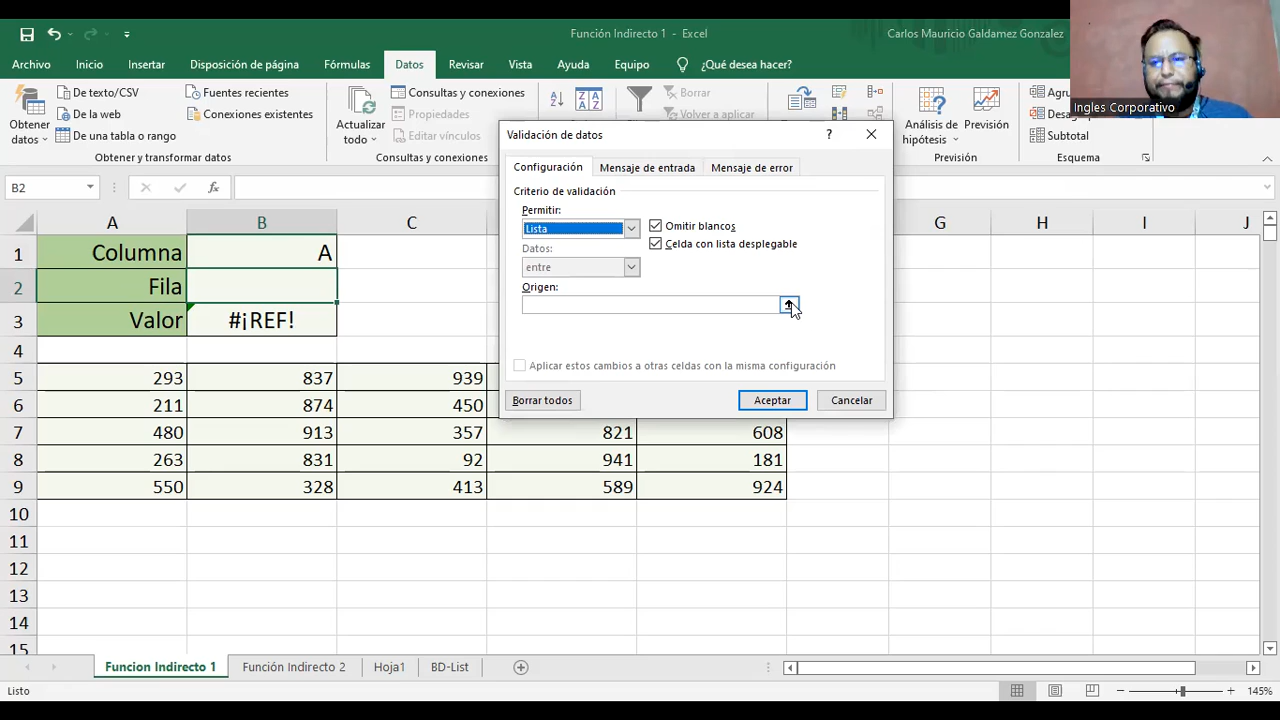 Función Indirecto 1 - Excel
Carlos Mauricio Galdamez Gonzalez
Ingles Corporativo
Archivo Inicio Insertar Disposición de página Fórmulas Datos Revisar Vista Ayuda Equipo ¿Qué desea hacer?
Obtener datos
De texto/CSV
De la web
De una tabla o rango
Fuentes recientes
Conexiones existentes
Obtener y transformar datos
Actualizar todo
Consultas y conexiones
Propiedades
Editar vínculos
Consultas y conexiones
Borrar
Volver a aplicar
Análisis de hipótesis
Previsión
Previsión
Subtotal
Esquema
Validación de datos ?
Configuración Mensaje de entrada Mensaje de error
Criterio de validación
Permitir:
Lista
Omitir blancos
Celda con lista desplegable
Datos:
entre
Origen:
Aplicar estos cambios a otras celdas con la misma configuración
Borrar todos Aceptar Cancelar
B2 fx
A B C G H I J
1 Columna A
2 Fila
3 Valor #¡REF!
4
5 293 837 939
6 211 874 450
7 480 913 357 821 608
8 263 831 92 941 181
9 550 328 413 589 924
10
11
12
13
14
15
Funcion Indirecto 1 Función Indirecto 2 Hoja1 BD-List
Listo 145%